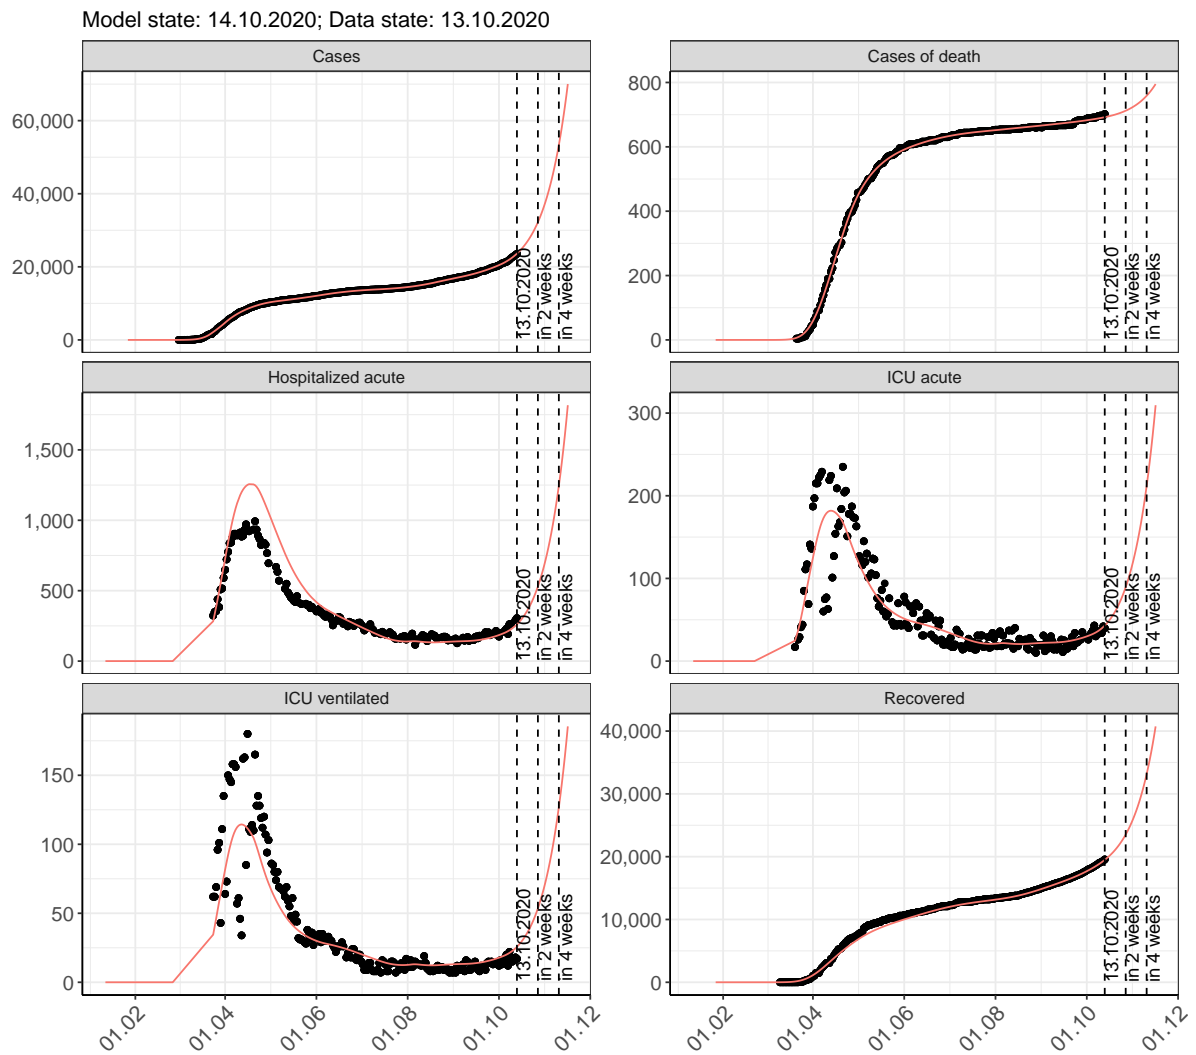 Model state: 14.10.2020; Data state: 13.10.2020
Cases
60,000
40,000
20,000
0
13.10.2020
in 2 weeks
in 4 weeks
Cases of death
800
600
400
200
0
13.10.2020
in 2 weeks
in 4 weeks
Hospitalized acute
1,500
1,000
500
0
13.10.2020
in 2 weeks
in 4 weeks
ICU acute
300
200
100
0
13.10.2020
in 2 weeks
in 4 weeks
ICU ventilated
150
100
50
0
13.10.2020
in 2 weeks
in 4 weeks
01.02
01.04
01.06
01.08
01.10
01.12
Recovered
40,000
30,000
20,000
10,000
0
13.10.2020
in 2 weeks
in 4 weeks
01.02
01.04
01.06
01.08
01.10
01.12